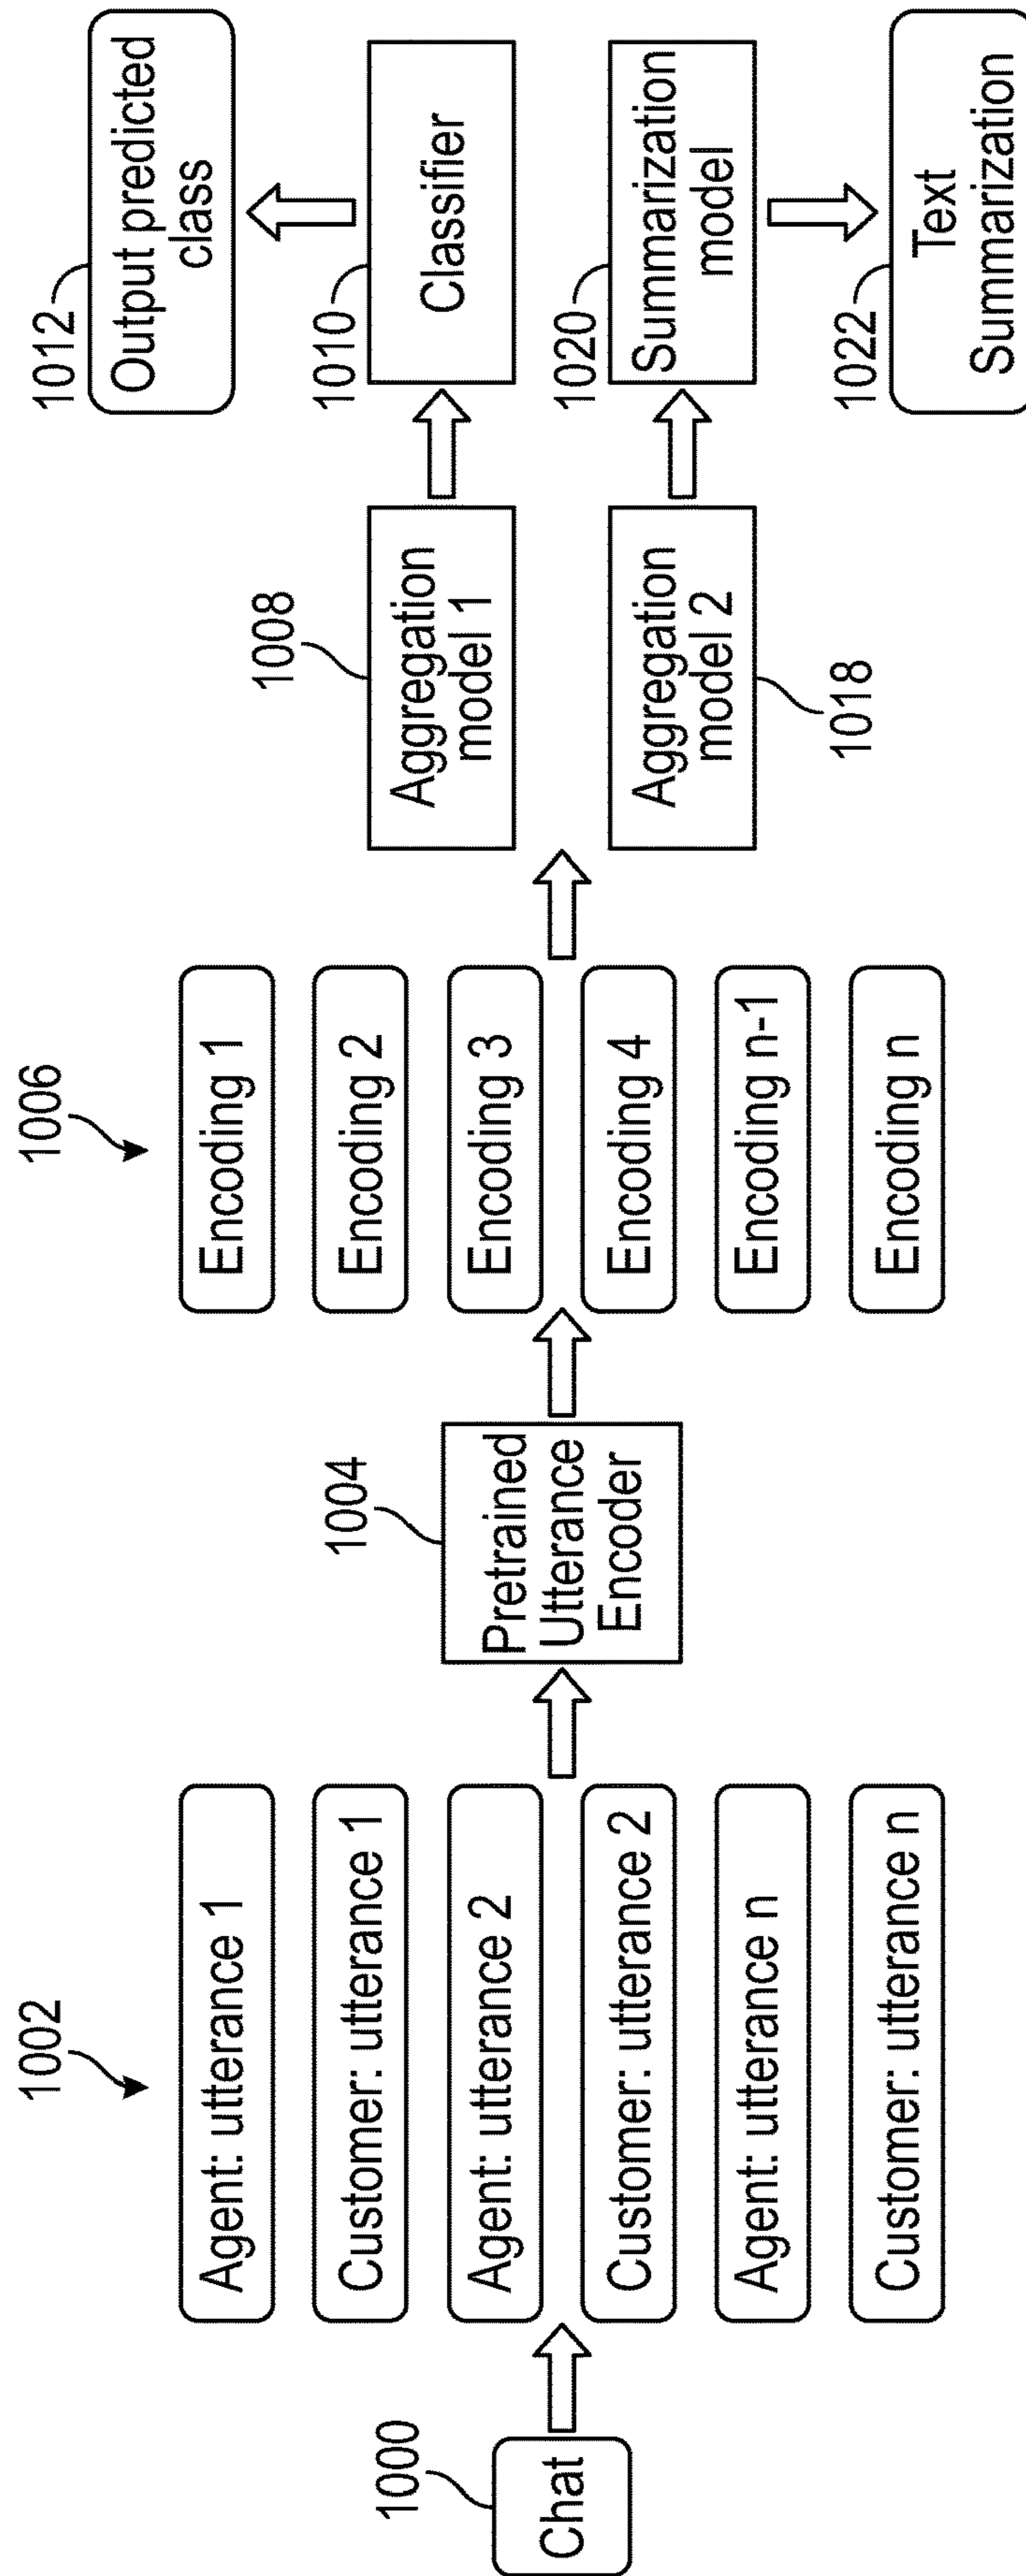 1000
Chat
1002
Agent: utterance 1
Customer: utterance 1
Agent: utterance 2
Customer: utterance 2
Agent: utterance n
Customer: utterance n
1004
Pretrained
Utterance
Encoder
1006
Encoding 1
Encoding 2
Encoding 3
Encoding 4
Encoding n-1
Encoding n
1008
Aggregation
model 1
Aggregation
model 2
1018
1012
Output predicted
class
1010
Classifier
1020
Summarization
model
1022
Text
Summarization